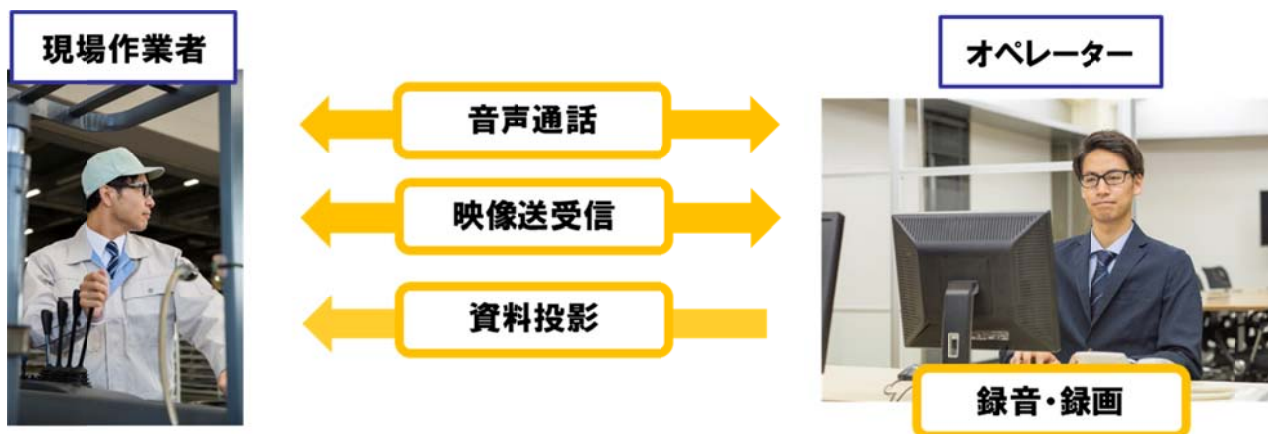 現場作業者
オペレーター
音声通話
映像送受信
資料投影
録音・録画